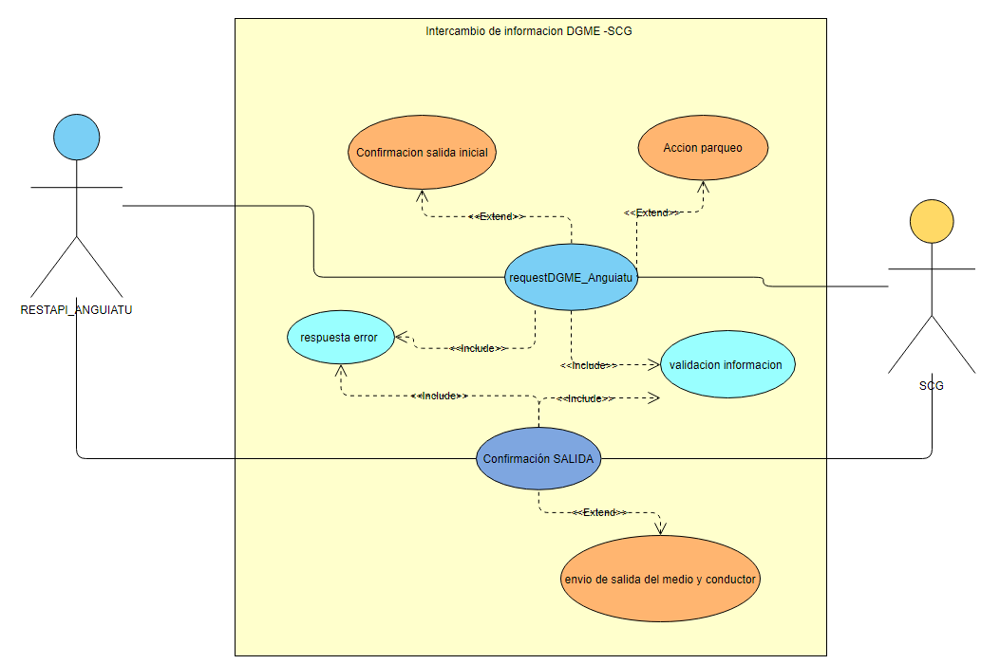 Intercambio de informacion DGME -SCG
Confirmacion salida inicial
Accion parqueo
<<Extend>>
<<Extend>>
requestDGME_Anguiatu
RESTAPI_ANGUIATU
respuesta error
<<Include>>
<<Include>>
validacion informacion
SCG
<<Include>>
<<Include>>
Confirmación SALIDA
<<Extend>>
envio de salida del medio y conductor